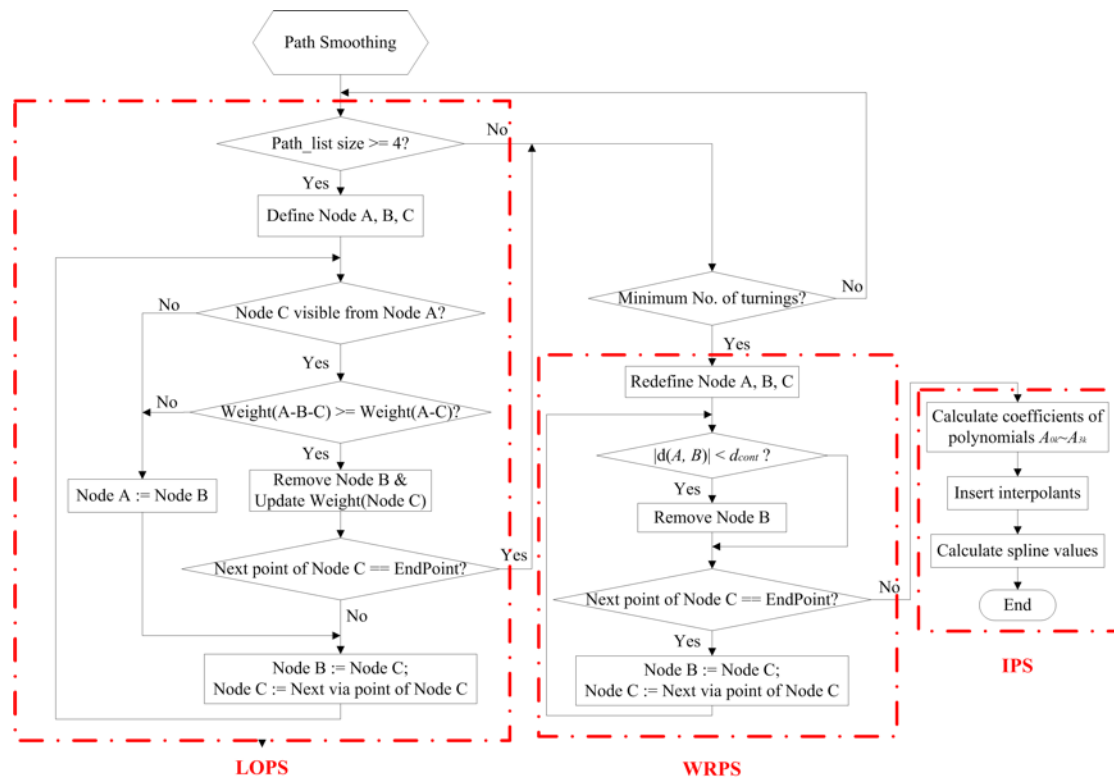 Path Smoothing
Path_list size >= 4?
No
Yes
Define Node A, B, C
No
Node C visible from Node A?
Yes
No
Weight(A-B-C) >= Weight(A-C)?
Yes
Node A := Node B
Remove Node B &
Update Weight(Node C)
Next point of Node C == EndPoint?
Yes
No
Node B := Node C;
Node C := Next via point of Node C
LOPS
Minimum No. of turnings?
No
Yes
Redefine Node A, B, C
|d(A, B)| < dcont ?
Yes
Remove Node B
Next point of Node C == EndPoint?
No
Yes
Node B := Node C;
Node C := Next via point of Node C
WRPS
Calculate coefficients of
polynomials A0k~A3k
Insert interpolants
Calculate spline values
End
IPS